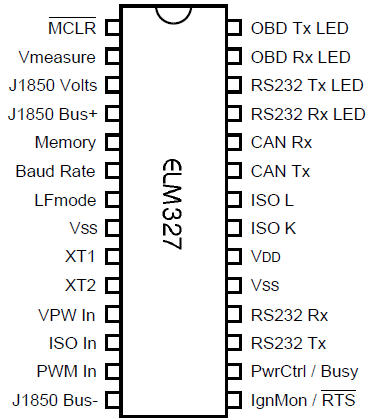 MCLR
OBD Tx LED
Vmeasure
OBD Rx LED
J1850 Volts
RS232 Tx LED
J1850 Bus+
RS232 Rx LED
Memory
CAN Rx
Baud Rate
CAN Tx
LFmode
ISO L
Vss
ISO K
XT1
VDD
XT2
VSS
VPW In
RS232 Rx
ISO In
RS232 Tx
PWM In
PwrCtrl / Busy
J1850 Bus-
IgnMon / RTS
ELM327